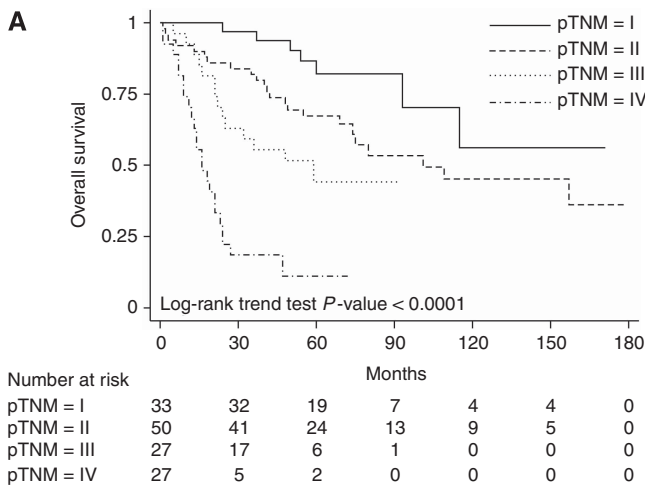 A
1
0.75
0.5
0.25
0
Overall survival
pTNM = I
pTNM = II
pTNM = III
pTNM = IV
Log-rank trend test P-value < 0.0001
0 30 60 90 120 150 180
Months
Number at risk
pTNM = I 33 32 19 7 4 4 0
pTNM = II 50 41 24 13 9 5 0
pTNM = III 27 17 6 1 0 0 0
pTNM = IV 27 5 2 0 0 0 0